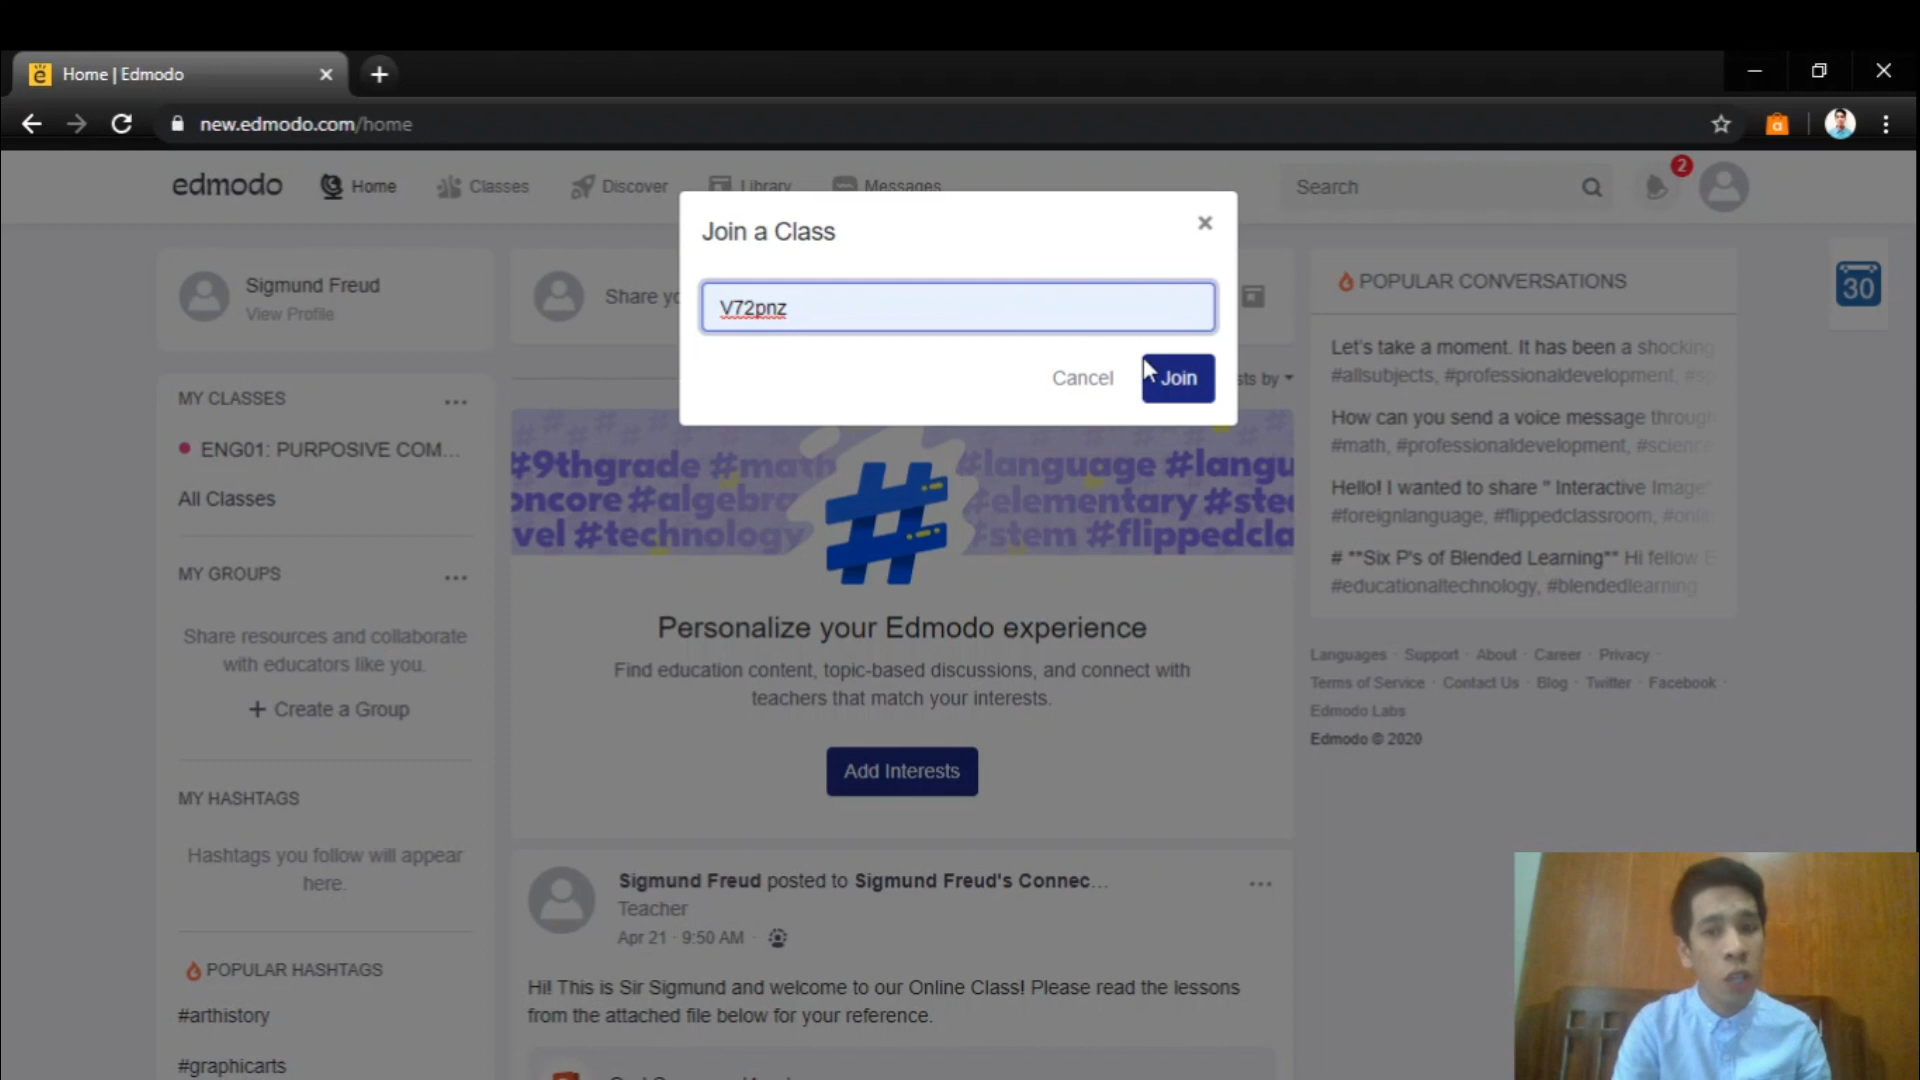 Home | Edmodo
new.edmodo.com/home
edmodo
Home
Classes
Discover
Library
Messages
Search
2
Join a Class
V72pnz
Cancel
Join
Sigmund Freud
View Profile
MY CLASSES
ENG01: PURPOSIVE COM...
All Classes
MY GROUPS
Share resources and collaborate
with educators like you.
+ Create a Group
MY HASHTAGS
Hashtags you follow will appear
here.
POPULAR HASHTAGS
#arthistory
#graphicarts
Share
by
#9thgrade #math #language
#algebra #elementary
#technology #stem
#
Personalize your Edmodo experience
Find education content, topic-based discussions, and connect with
teachers that match your interests.
Add Interests
Sigmund Freud posted to Sigmund Freud's Connec...
Teacher
Apr 21 · 9:50 AM ·
Hi! This is Sir Sigmund and welcome to our Online Class! Please read the lessons
from the attached file below for your reference.
POPULAR CONVERSATIONS
Let's take a moment. It has been a shocking
#allsubjects, #professionaldevelopment,
How can you send a voice message through
#math, #professionaldevelopment, #science
Hello! I wanted to share " Interactive Image"
#foreignlanguage, #flippedclassroom,
# **Six P's of Blended Learning** Hi fellow
#educationaltechnology, #blendedlearning
Languages · Support · About · Career · Privacy ·
Terms of Service · Contact Us · Blog · Twitter · Facebook ·
Edmodo Labs
Edmodo © 2020
30